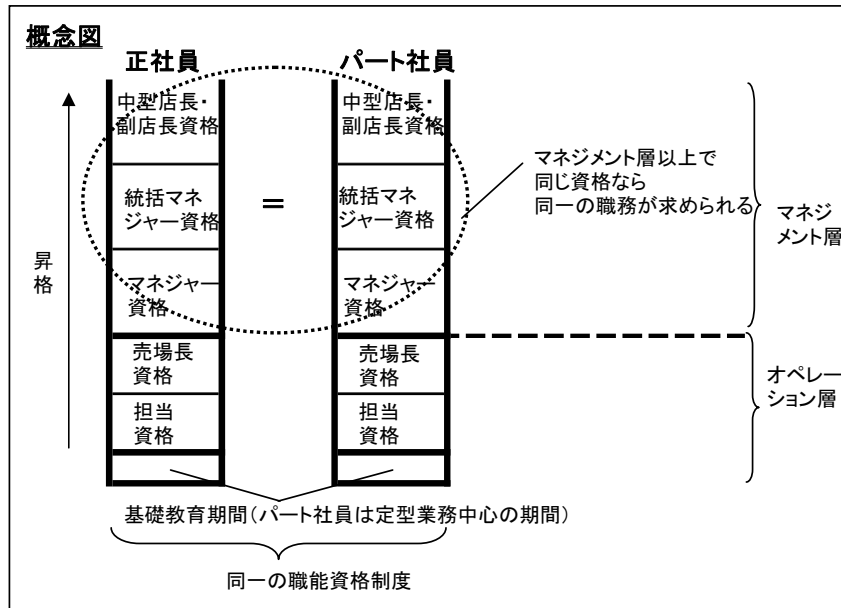 概念図
正社員
パート社員
中型店長・
副店長資格
中型店長・
副店長資格
統括マネ
ジャー資格
＝
統括マネ
ジャー資格
マネジャー
資格
マネジャー
資格
売場長
資格
売場長
資格
担当
資格
担当
資格
昇
格
マネジメント層以上で
同じ資格なら
同一の職務が求められる
マネジ
メント層
オペレー
ション層
基礎教育期間（パート社員は定型業務中心の期間）
同一の職能資格制度